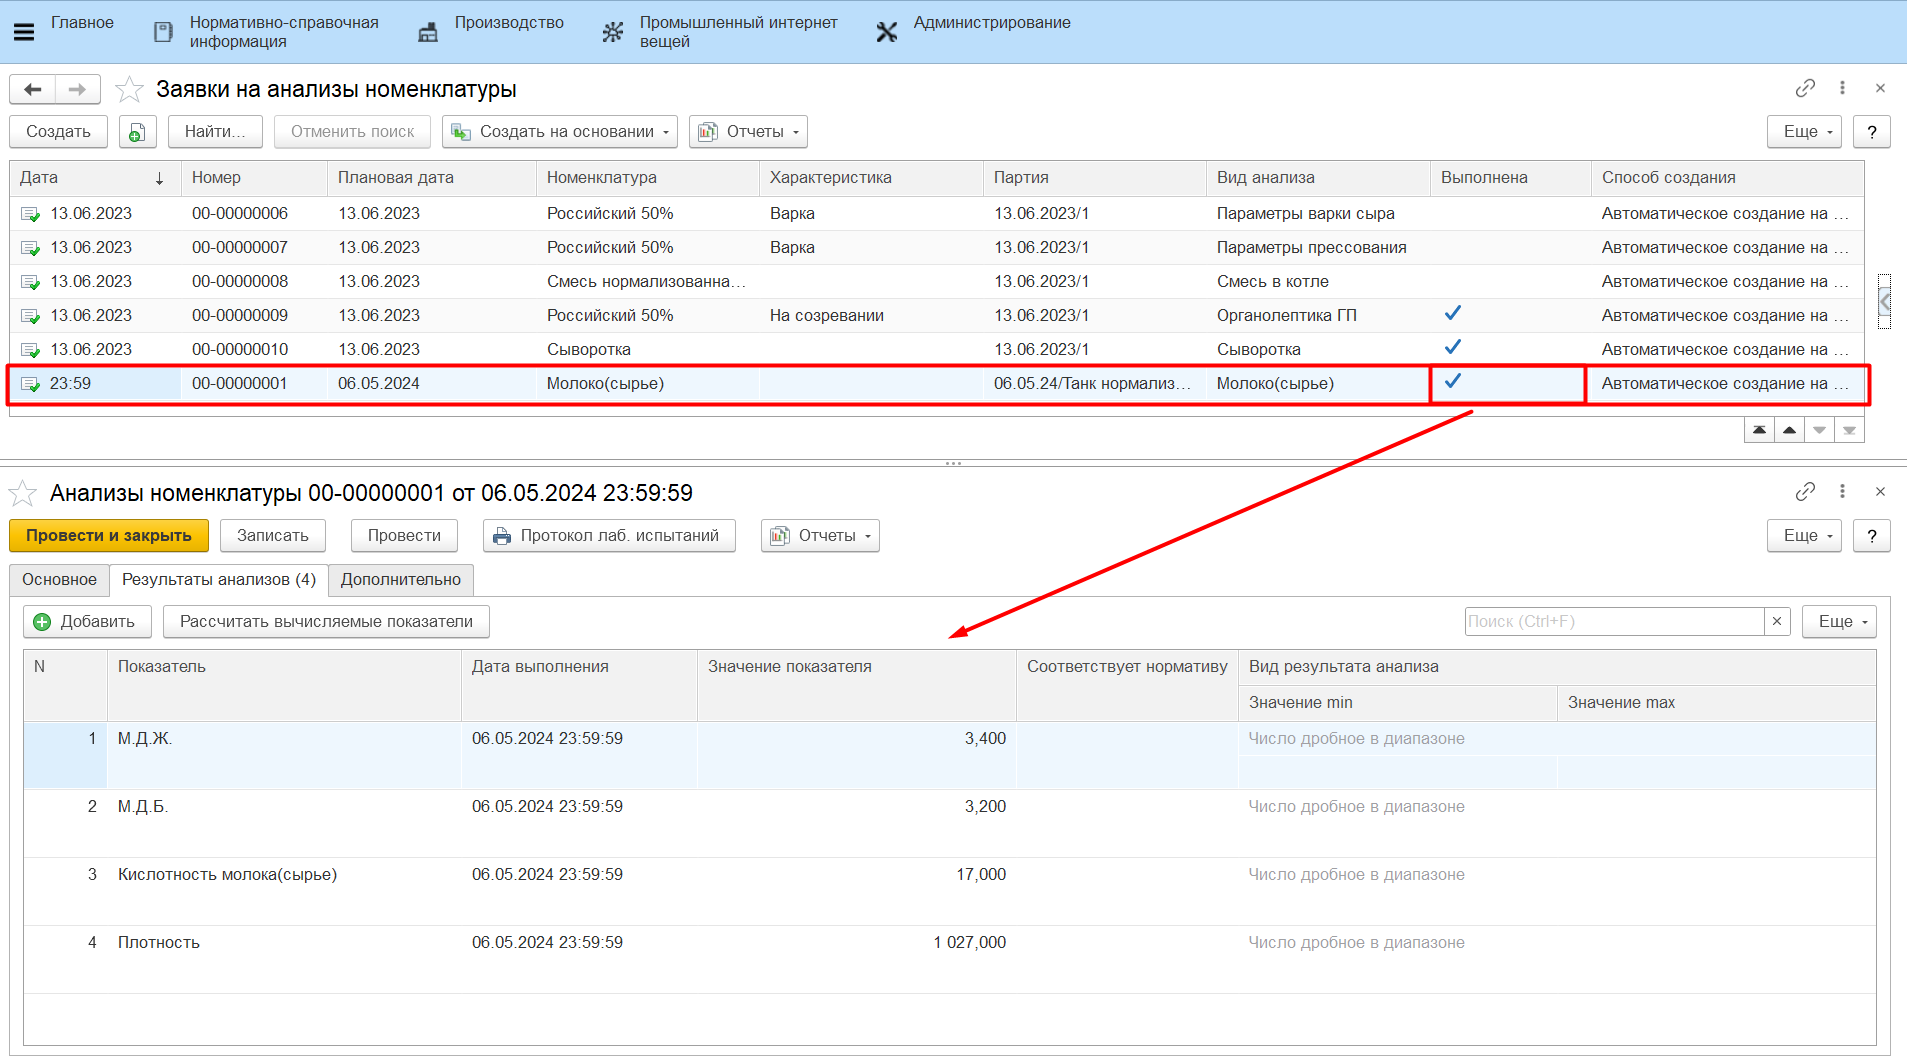 Главное
Нормативно-справочная
информация
Производство
Промышленный интернет
вещей
Администрирование
Заявки на анализы номенклатуры
Создать Найти... Отменить поиск Создать на основании Отчеты Еще ?
Дата Номер Плановая дата Номенклатура Характеристика Партия Вид анализа Выполнена Способ создания
13.06.2023 00-00000006 13.06.2023 Российский 50% Варка 13.06.2023/1 Параметры варки сыра Автоматическое создание на ...
13.06.2023 00-00000007 13.06.2023 Российский 50% Варка 13.06.2023/1 Параметры прессования Автоматическое создание на ...
13.06.2023 00-00000008 13.06.2023 Смесь нормализованна... 13.06.2023/1 Смесь в котле Автоматическое создание на ...
13.06.2023 00-00000009 13.06.2023 Российский 50% На созревании 13.06.2023/1 Органолептика ГП Автоматическое создание на ...
13.06.2023 00-00000010 13.06.2023 Сыворотка 13.06.2023/1 Сыворотка Автоматическое создание на ...
23:59 00-00000001 06.05.2024 Молоко(сырье) 06.05.24/Танк нормализ... Молоко(сырье) Автоматическое создание на ...
Анализы номенклатуры 00-00000001 от 06.05.2024 23:59:59
Провести и закрыть Записать Провести Протокол лаб. испытаний Отчеты Еще ?
Основное Результаты анализов (4) Дополнительно
Добавить Рассчитать вычисляемые показатели Поиск (Ctrl+F) × Еще
N Показатель Дата выполнения Значение показателя Соответствует нормативу Вид результата анализа
Значение min Значение max
1 М.Д.Ж. 06.05.2024 23:59:59 3,400 Число дробное в диапазоне
2 М.Д.Б. 06.05.2024 23:59:59 3,200 Число дробное в диапазоне
3 Кислотность молока(сырье) 06.05.2024 23:59:59 17,000 Число дробное в диапазоне
4 Плотность 06.05.2024 23:59:59 1 027,000 Число дробное в диапазоне